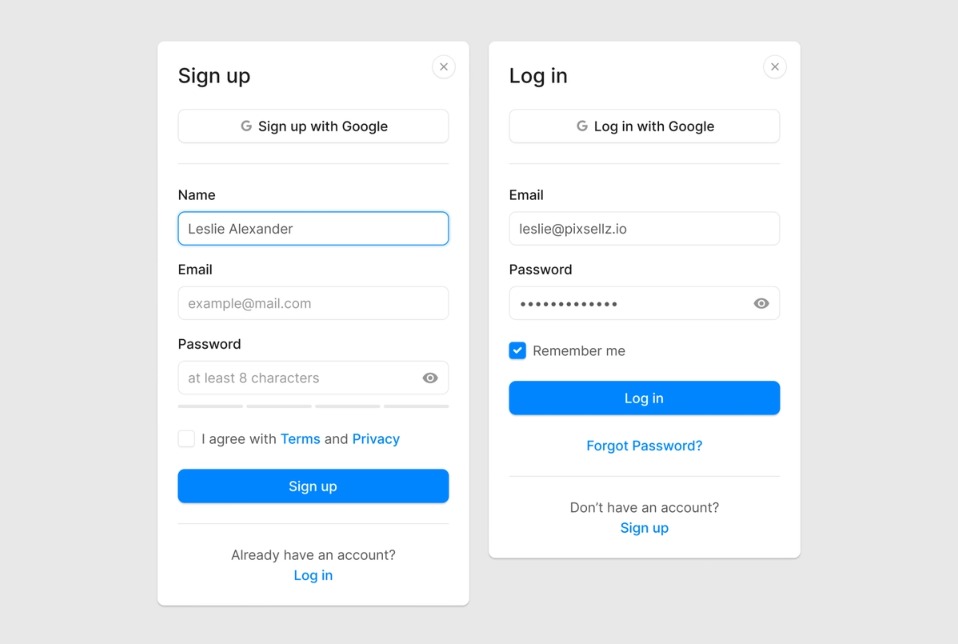 Sign up
G Sign up with Google
Name
Leslie Alexander
Email
example@mail.com
Password
at least 8 characters
I agree with Terms and Privacy
Sign up
Already have an account?
Log in
Log in
G Log in with Google
Email
leslie@pixsellz.io
Password
•••••••••••••
Remember me
Log in
Forgot Password?
Don’t have an account?
Sign up